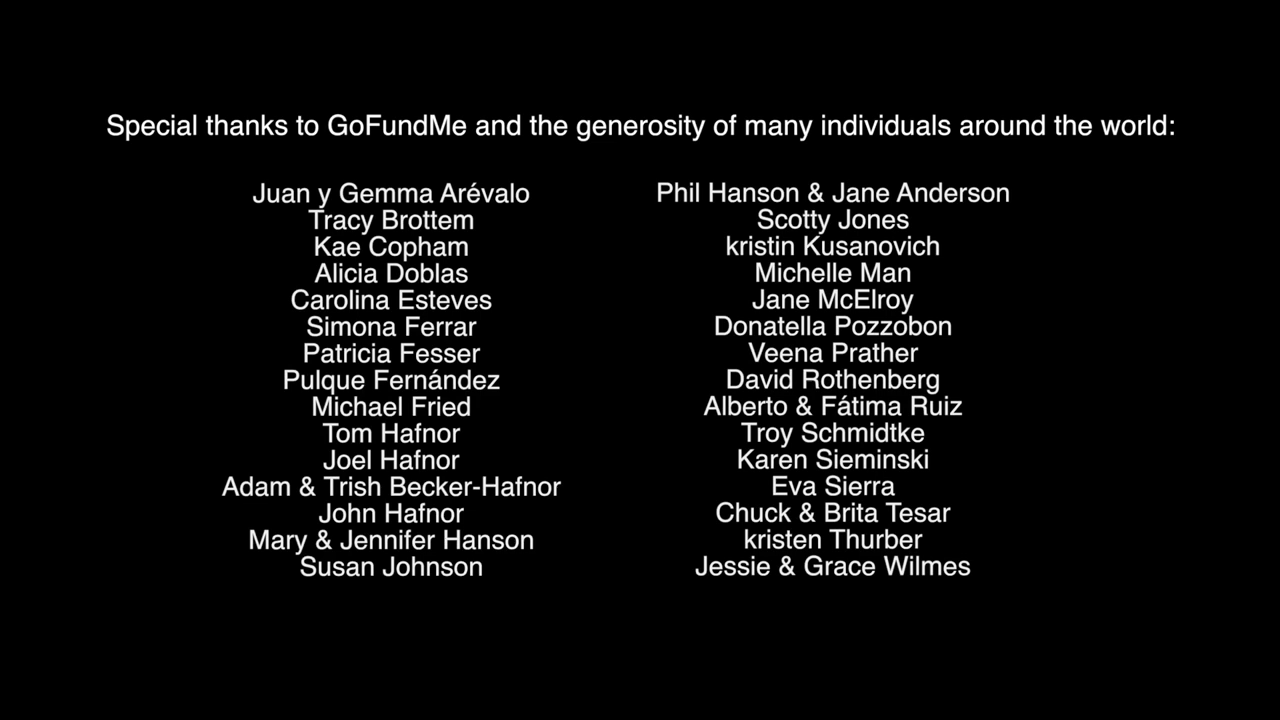 Special thanks to GoFundMe and the generosity of many individuals around the world:
Juan y Gemma Arévalo
Tracy Brottem
Kae Copham
Alicia Doblas
Carolina Esteves
Simona Ferrar
Patricia Fesser
Pulque Fernández
Michael Fried
Tom Hafnor
Joel Hafnor
Adam & Trish Becker-Hafnor
John Hafnor
Mary & Jennifer Hanson
Susan Johnson
Phil Hanson & Jane Anderson
Scotty Jones
kristin Kusanovich
Michelle Man
Jane McElroy
Donatella Pozzobon
Veena Prather
David Rothenberg
Alberto & Fátima Ruiz
Troy Schmidtke
Karen Sieminski
Eva Sierra
Chuck & Brita Tesar
kristen Thurber
Jessie & Grace Wilmes